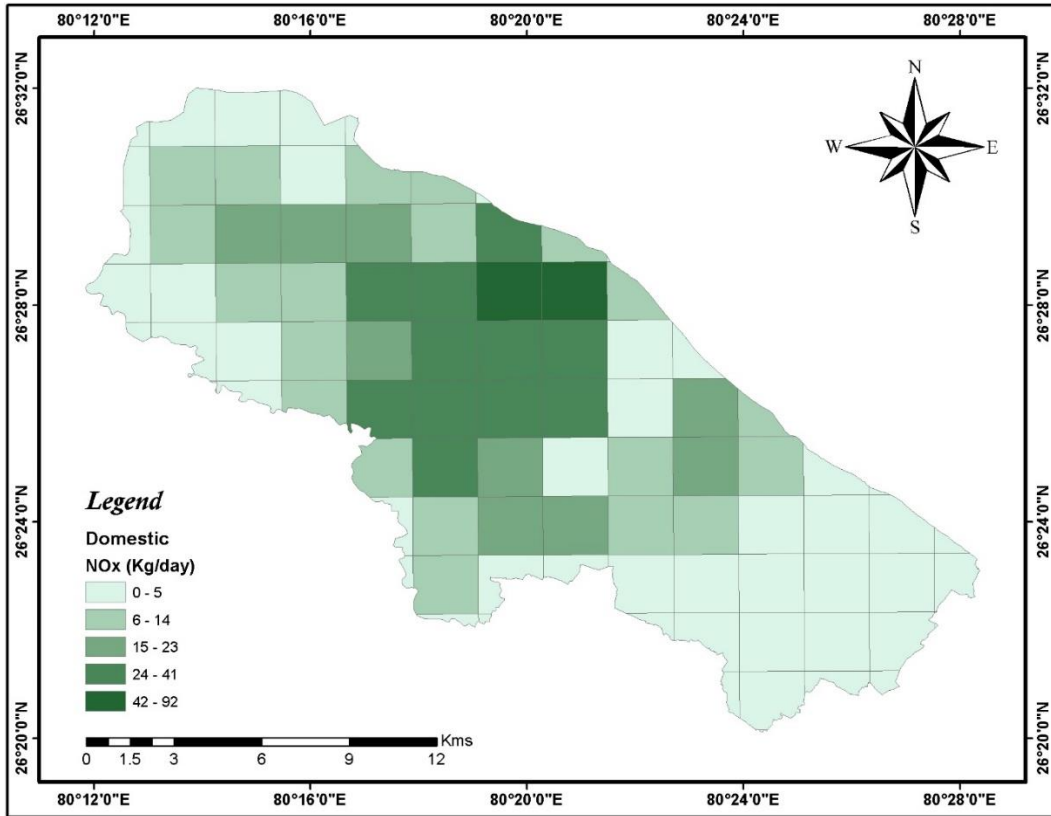 80°12'0"E 80°16'0"E 80°20'0"E 80°24'0"E 80°28'0"E
26°32'0"N 26°32'0"N
N
W E
S
26°28'0"N 26°28'0"N
26°24'0"N 26°24'0"N
Legend
Domestic
NOx (Kg/day)
0 - 5
6 - 14
15 - 23
24 - 41
42 - 92
26°20'0"N 26°20'0"N
Kms
0 1.5 3 6 9 12
80°12'0"E 80°16'0"E 80°20'0"E 80°24'0"E 80°28'0"E